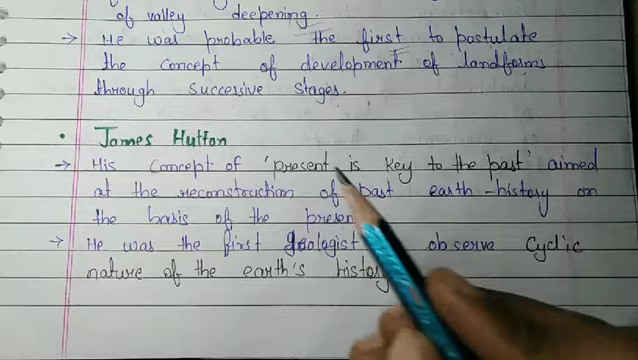 of valley deepening.
→ He was probable the first to postulate
the concept of development of landforms
through successive stages.
• James Hutton
→ His concept of 'present is key to the past' aimed
at the reconstruction of past earth-history on
the basis of the presen
→ He was the first geologist observe cyclic
nature of the earth's history